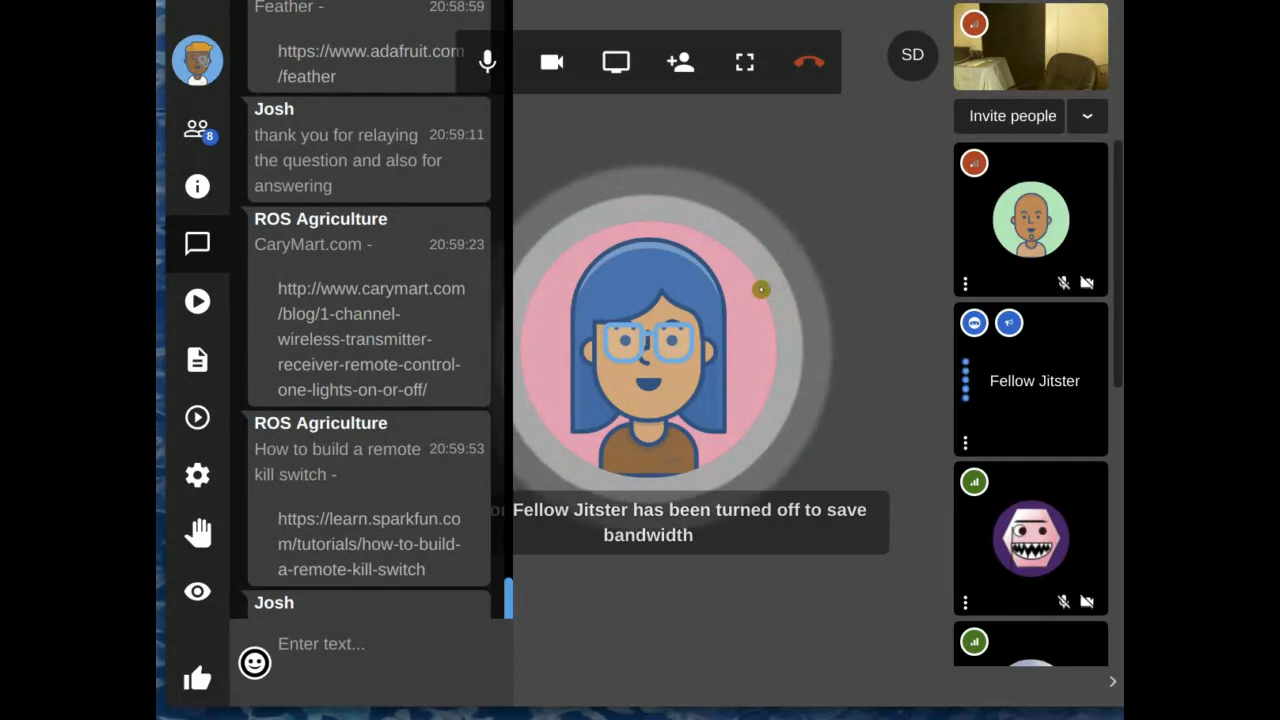 Feather -
20:58:59
https://www.adafruit.com
/feather
Josh
thank you for relaying
20:59:11
the question and also for
answering
ROS Agriculture
CaryMart.com -
20:59:23
http://www.carymart.com
/blog/1-channel-
wireless-transmitter-
receiver-remote-control-
one-lights-on-or-off/
ROS Agriculture
How to build a remote
20:59:53
kill switch -
https://learn.sparkfun.co
m/tutorials/how-to-build-
a-remote-kill-switch
Josh
Enter text...
8
SD
Fellow Jitster has been turned off to save
bandwidth
Invite people
Fellow Jitster